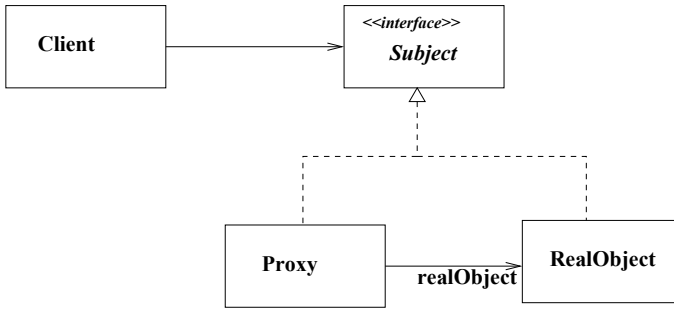 Client
<<interface>>
Subject
Proxy
realObject
RealObject